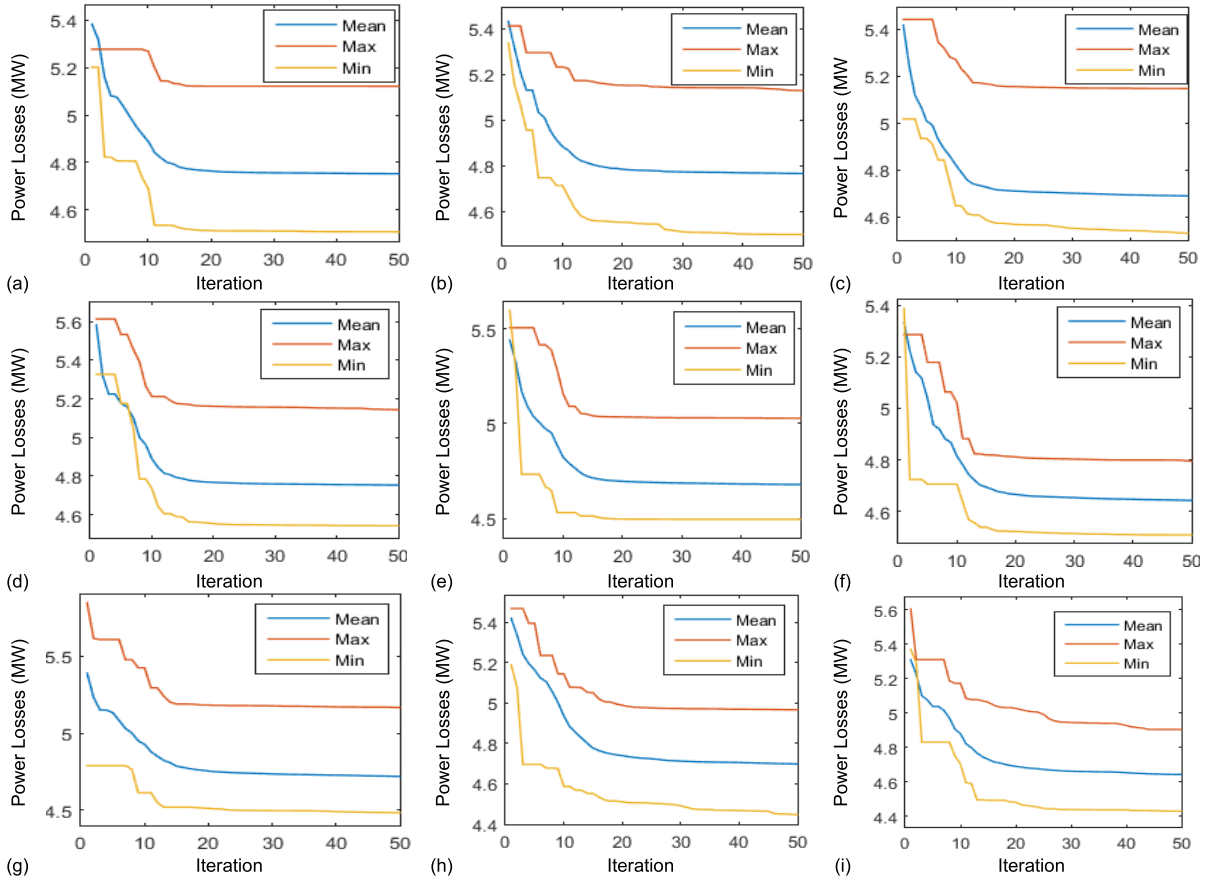 Power Losses (MW)
5.4
5.2
5
4.8
4.6
Mean
Max
Min
0 10 20 30 40 50
(a) Iteration
Power Losses (MW)
5.4
5.2
5
4.8
4.6
Mean
Max
Min
0 10 20 30 40 50
(b) Iteration
Power Losses (MW
5.4
5.2
5
4.8
4.6
Mean
Max
Min
0 10 20 30 40 50
(c) Iteration
Power Losses (MW)
5.6
5.4
5.2
5
4.8
4.6
Mean
Max
Min
0 10 20 30 40 50
(d) Iteration
Power Losses (MW)
5.5
5
4.5
Mean
Max
Min
0 10 20 30 40 50
(e) Iteration
Power Losses (MW)
5.4
5.2
5
4.8
4.6
Mean
Max
Min
0 10 20 30 40 50
(f) Iteration
Power Losses (MW)
5.5
5
4.5
Mean
Max
Min
0 10 20 30 40 50
(g) Iteration
Power Losses (MW)
5.4
5.2
5
4.8
4.6
4.4
Mean
Max
Min
0 10 20 30 40 50
(h) Iteration
Power Losses (MW)
5.6
5.4
5.2
5
4.8
4.6
4.4
Mean
Max
Min
0 10 20 30 40 50
(i) Iteration